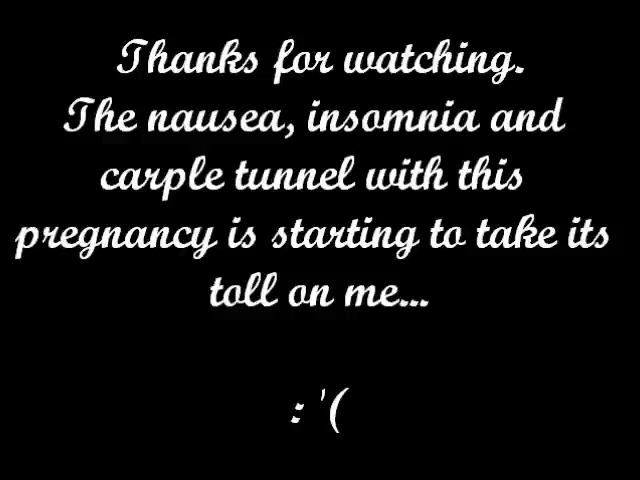 Thanks for watching.
The nausea, insomnia and
carple tunnel with this
pregnancy is starting to take its
toll on me...
: '(